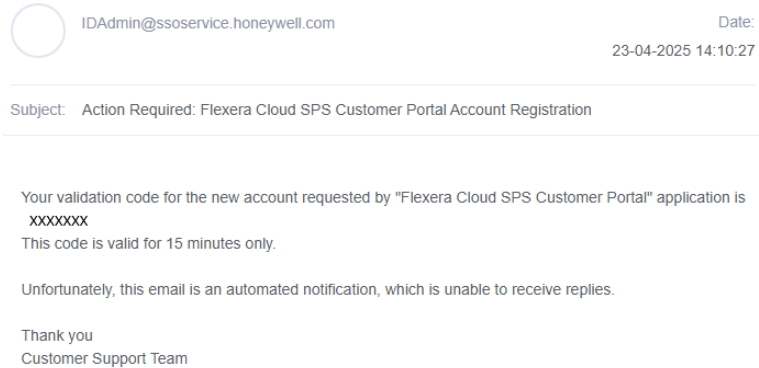 IDAdmin@ssoservice.honeywell.com
Date:
23-04-2025 14:10:27
Subject: Action Required: Flexera Cloud SPS Customer Portal Account Registration
Your validation code for the new account requested by "Flexera Cloud SPS Customer Portal" application is
XXXXXXX
This code is valid for 15 minutes only.
Unfortunately, this email is an automated notification, which is unable to receive replies.
Thank you
Customer Support Team